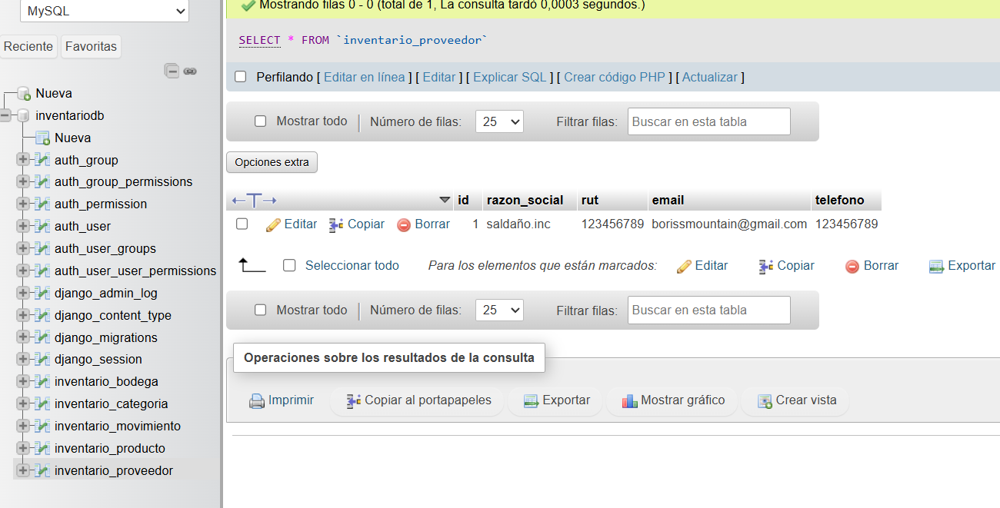 MySQL
Reciente Favoritas
Nueva
inventariodb
Nueva
auth_group
auth_group_permissions
auth_permission
auth_user
auth_user_groups
auth_user_user_permissions
django_admin_log
django_content_type
django_migrations
django_session
inventario_bodega
inventario_categoria
inventario_movimiento
inventario_producto
inventario_proveedor
Mostrando filas 0 - 0 (total de 1, La consulta tardó 0,0003 segundos.)
SELECT * FROM `inventario_proveedor`
Perfilando [ Editar en línea ] [ Editar ] [ Explicar SQL ] [ Crear código PHP ] [ Actualizar ]
Mostrar todo | Número de filas: 25 Filtrar filas: Buscar en esta tabla
Opciones extra
id razon_social rut email telefono
Editar Copiar Borrar 1 saldaño.inc 123456789 borissmountain@gmail.com 123456789
Seleccionar todo Para los elementos que están marcados: Editar Copiar Borrar Exportar
Mostrar todo | Número de filas: 25 Filtrar filas: Buscar en esta tabla
Operaciones sobre los resultados de la consulta
Imprimir Copiar al portapapeles Exportar Mostrar gráfico Crear vista